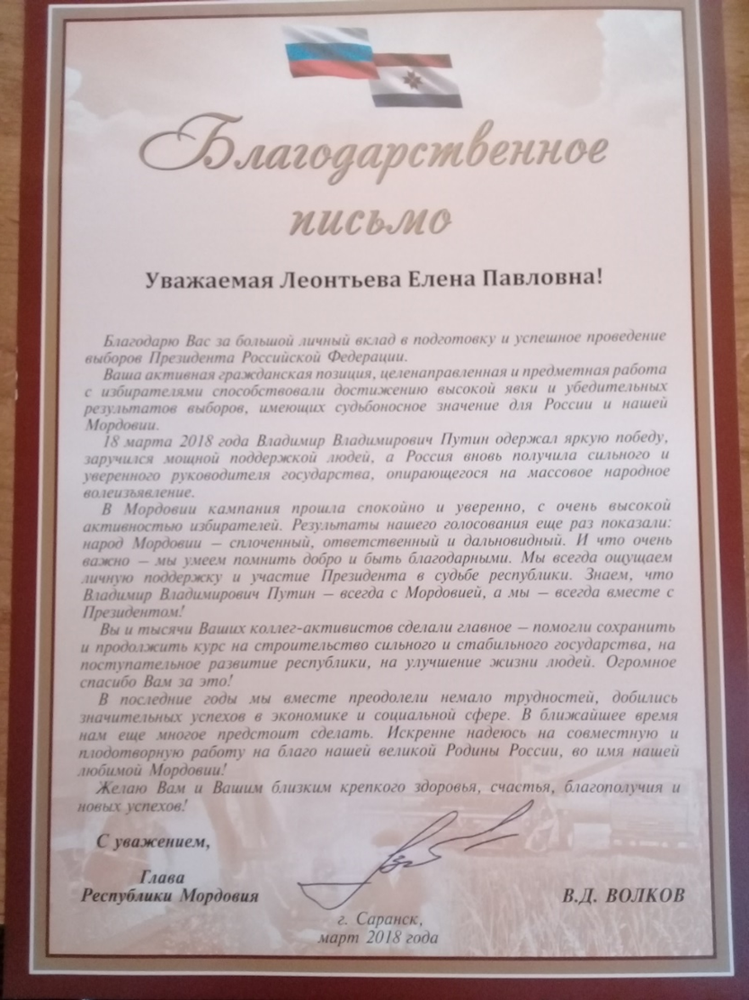 Благодарственное
письмо
Уважаемая Леонтьева Елена Павловна!
Благодарю Вас за большой личный вклад в подготовку и успешное проведение
выборов Президента Российской Федерации.
Ваша активная гражданская позиция, целенаправленная и предметная работа
с избирателями способствовали достижению высокой явки и убедительных
результатов выборов, имеющих судьбоносное значение для России и нашей
Мордовии.
18 марта 2018 года Владимир Владимирович Путин одержал яркую победу,
заручился мощной поддержкой людей, а Россия вновь получила сильного и
уверенного руководителя государства, опирающегося на массовое народное
волеизъявление.
В Мордовии кампания прошла спокойно и уверенно, с очень высокой
активностью избирателей. Результаты нашего голосования еще раз показали:
народ Мордовии – сплоченный, ответственный и дальновидный. И что очень
важно – мы умеем помнить добро и быть благодарными. Мы всегда ощущаем
личную поддержку и участие Президента в судьбе республики. Знаем, что
Владимир Владимирович Путин – всегда с Мордовией, а мы – всегда вместе с
Президентом!
Вы и тысячи Ваших коллег-активистов сделали главное – помогли сохранить
и продолжить курс на строительство сильного и стабильного государства, на
поступательное развитие республики, на улучшение жизни людей. Огромное
спасибо Вам за это!
В последние годы мы вместе преодолели немало трудностей, добились
значительных успехов в экономике и социальной сфере. В ближайшее время
нам еще многое предстоит сделать. Искренне надеюсь на совместную и
плодотворную работу на благо нашей великой Родины России, во имя нашей
любимой Мордовии!
Желаю Вам и Вашим близким крепкого здоровья, счастья, благополучия и
новых успехов!
С уважением,
Глава
Республики Мордовия
В.Д. ВОЛКОВ
г. Саранск,
март 2018 года